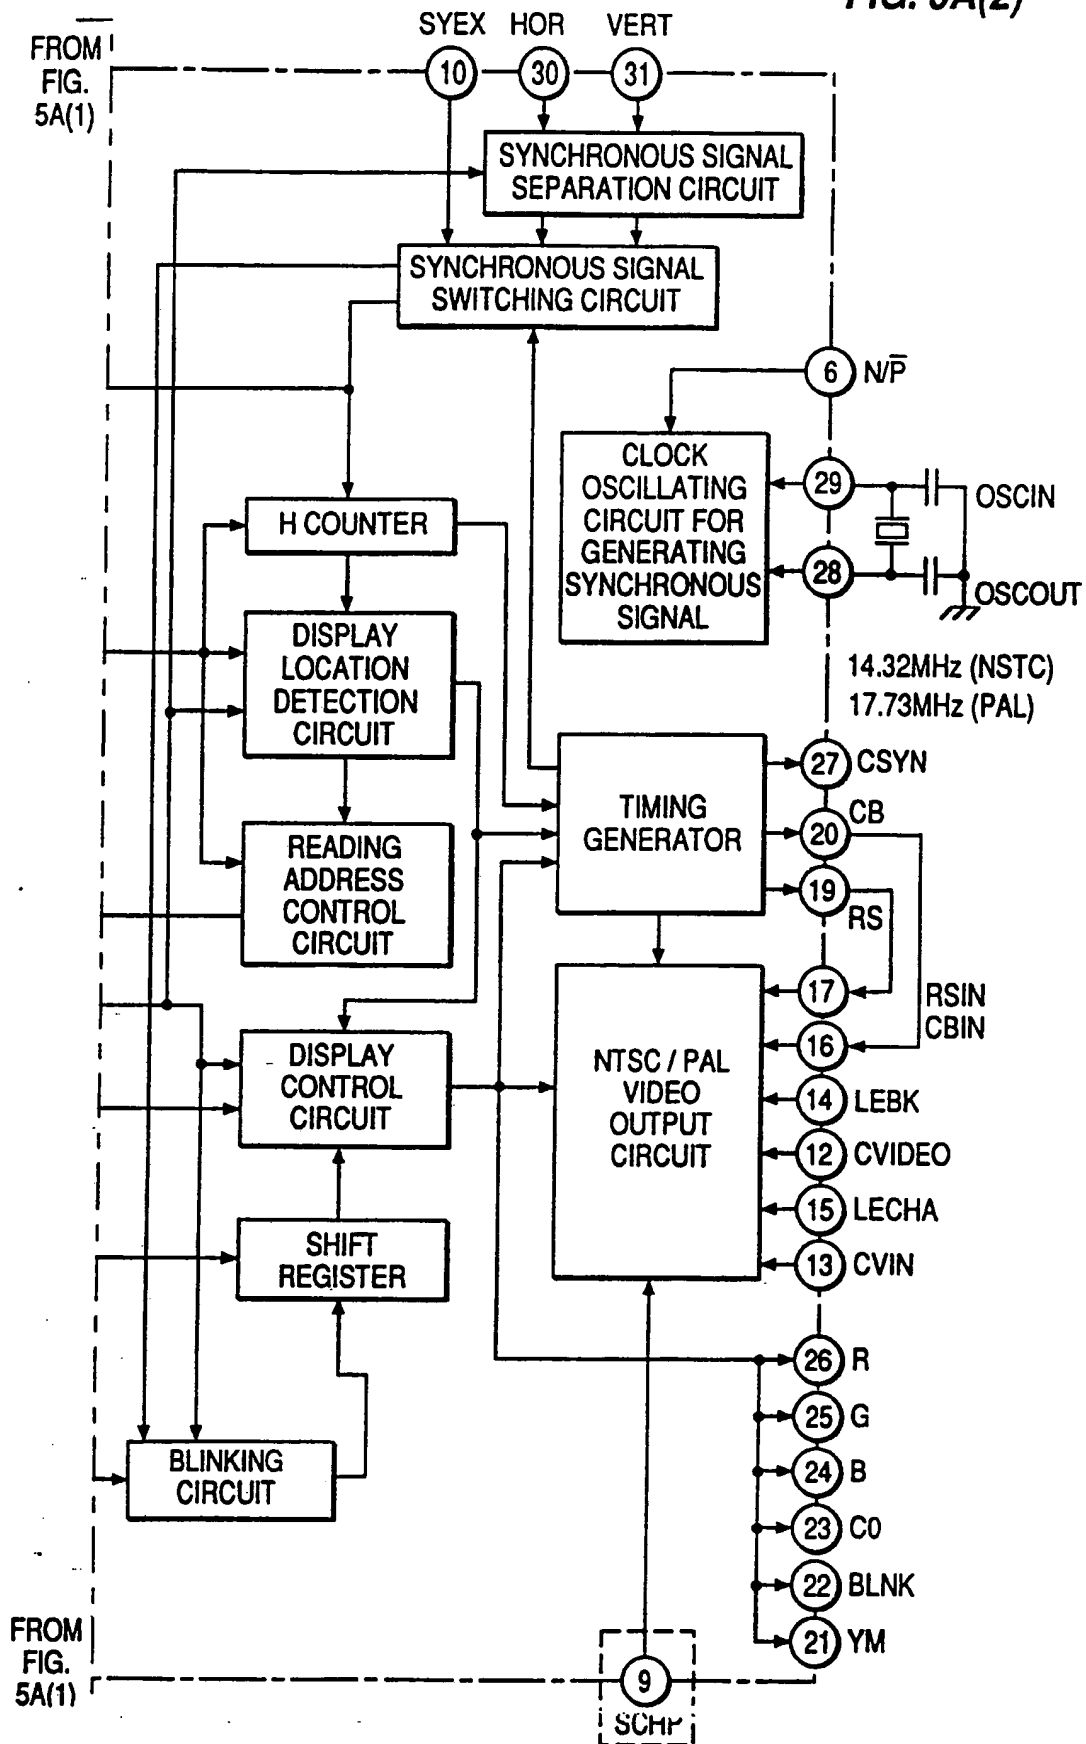 FIG. 5A(2)
SYEX HOR VERT
FROM
FIG.
5A(1)
10 30 31
SYNCHRONOUS SIGNAL
SEPARATION CIRCUIT
SYNCHRONOUS SIGNAL
SWITCHING CIRCUIT
6 N/P̅
CLOCK
OSCILLATING
CIRCUIT FOR
GENERATING
SYNCHRONOUS
SIGNAL
29
OSCIN
28
OSCOUT
14.32MHz (NSTC)
17.73MHz (PAL)
H COUNTER
DISPLAY
LOCATION
DETECTION
CIRCUIT
READING
ADDRESS
CONTROL
CIRCUIT
TIMING
GENERATOR
27 CSYN
20 CB
19 RS
17 RSIN
16 CBIN
14 LEBK
12 CVIDEO
15 LECHA
13 CVIN
DISPLAY
CONTROL
CIRCUIT
NTSC / PAL
VIDEO
OUTPUT
CIRCUIT
SHIFT
REGISTER
BLINKING
CIRCUIT
26 R
25 G
24 B
23 C0
22 BLNK
21 YM
FROM
FIG.
5A(1)
9
SCHP